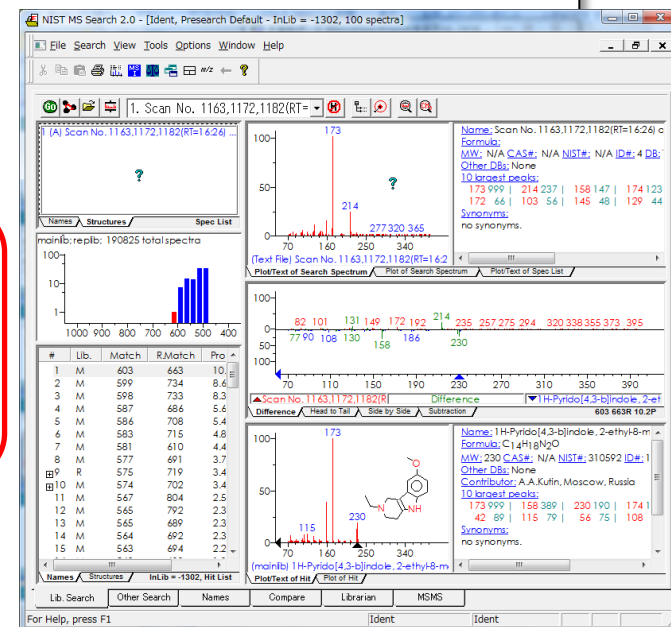 NIST MS Search 2.0 - [Ident, Presearch Default - InLib = -1302, 100 spectra]
File Search View Tools Options Window Help
m/z
GO
1. Scan No. 1163,1172,1182(RT=
1 (A) Scan No. 1163,1172,1182(RT=16:26) ...
?
Names Structures Spec List
mainlib; replib; 190825 total spectra
100
10
1
1000 900 800 700 600 500 400
# Lib. Match R.Match Pro
1 M 603 663 10.
2 M 599 734 8.6
3 M 598 733 8.3
4 M 587 686 5.6
5 M 586 708 5.4
6 M 583 715 4.8
7 M 581 610 4.4
8 M 577 691 3.7
9 R 575 719 3.4
10 M 574 702 3.4
11 M 567 804 2.5
12 M 565 792 2.3
13 M 565 689 2.3
14 M 564 692 2.3
15 M 563 694 2.2
Names Structures InLib = -1302, Hit List
100
50
0
173
214
277 320 365
?
70 160 250 340
(Text File) Scan No. 1163,1172,1182(RT=16:2
Plot/Text of Search Spectrum Plot of Search Spectrum Plot/Text of Spec List
Name: Scan No. 1163,1172,1182(RT=16:26) o
Formula:
MW: N/A CAS#: N/A NIST#: N/A ID#: 4 DB:
Other DBs: None
10 largest peaks:
173 999 | 214 237 | 158 147 | 174 123
172 66 | 103 56 | 145 48 | 129 44
Synonyms:
no synonyms.
100
50
0
50
100
82 101 131 149 172 192 214 235 257 275 294 320 338 355 373 395
77 90 108 130 158 186 230
70 110 150 190 230 270 310 350 390
Scan No. 1163,1172,1182(R Difference 1H-Pyrido[4,3-b]indole, 2-et
Difference Head to Tail Side by Side Subtraction 603 663R 10.2P
100
50
0
173
115
230
O
N
NH
70 160 250 340
(mainlib) 1H-Pyrido[4,3-b]indole, 2-ethyl-8-m
Plot/Text of Hit Plot of Hit
Name: 1H-Pyrido[4,3-b]indole, 2-ethyl-8-m
Formula: C14H18N2O
MW: 230 CAS#: N/A NIST#: 310592 ID#: 1
Other DBs: None
Contributor: A.A.Kutin, Moscow, Russia
10 largest peaks:
173 999 | 158 389 | 230 190 | 174 1
42 89 | 115 79 | 56 75 | 108
Synonyms:
no synonyms.
Lib. Search Other Search Names Compare Librarian MSMS
For Help, press F1 Ident Ident